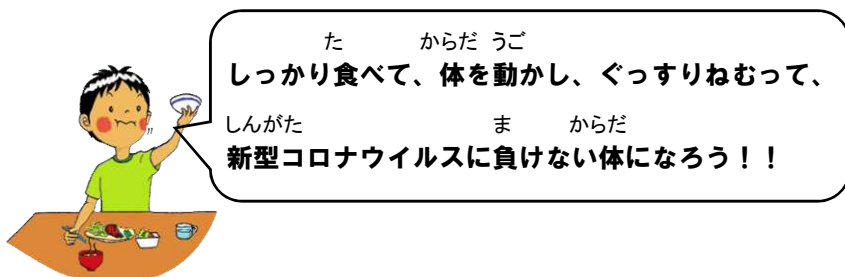 た からだ うご
しっかり食べて、体を動かし、ぐっすりねむって、
しんがた ま からだ
新型コロナウイルスに負けない体になろう！！